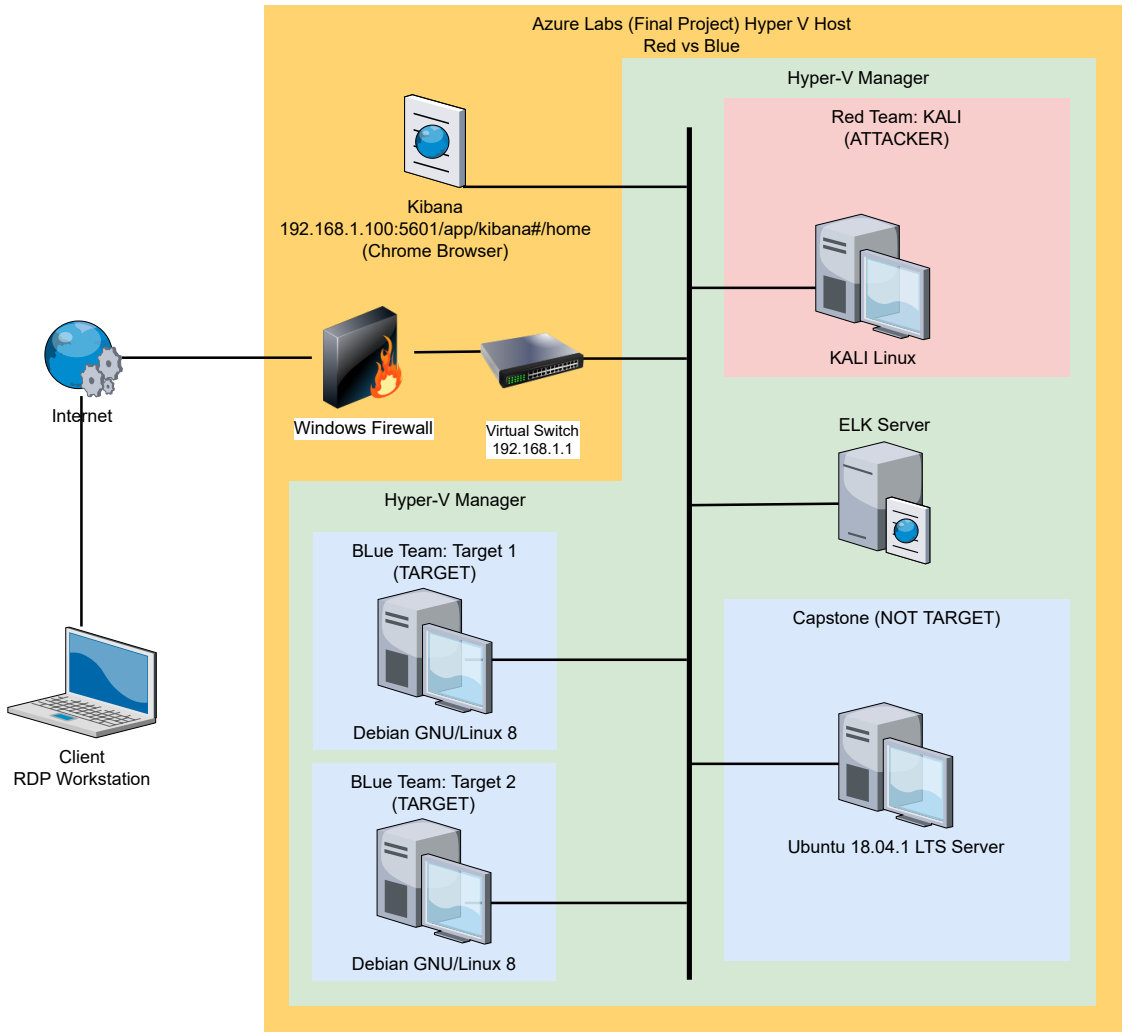 Azure Labs (Final Project) Hyper V Host
Red vs Blue
Hyper-V Manager
Red Team: KALI
(ATTACKER)
Kibana
192.168.1.100:5601/app/kibana#/home
(Chrome Browser)
KALI Linux
Internet
Windows Firewall
Virtual Switch
192.168.1.1
ELK Server
Hyper-V Manager
BLue Team: Target 1
(TARGET)
Debian GNU/Linux 8
Capstone (NOT TARGET)
Ubuntu 18.04.1 LTS Server
Client
RDP Workstation
BLue Team: Target 2
(TARGET)
Debian GNU/Linux 8